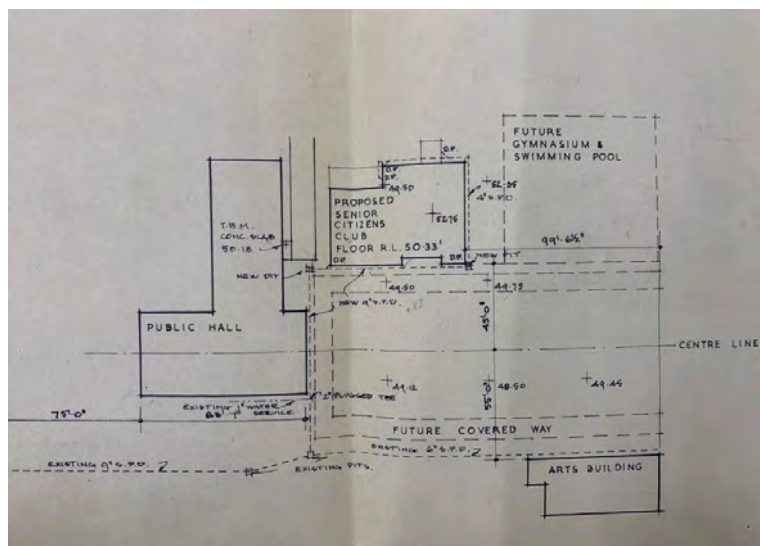 FUTURE
GYMNASIUM &
SWIMMING POOL
D.P.
D.P.
D.P.
49.50
52.35
4" S.P.D.
PROPOSED
SENIOR
CITIZENS
CLUB
FLOOR R.L. 50.33'
52.75
T.B.M.
CONC. SLAB
50.18
99'-6½"
D.P.
D.P.
NEW PIT
NEW PIT
49.50
49.75
NEW 9" S.P.D.
45'-0"
PUBLIC HALL
CENTRE LINE
49.12
48.50
49.45
55'-0"
PLUGGED TEE
EXISTING 1" WATER
SERVICE
75'-0"
FUTURE COVERED WAY
EXISTING 6" S.P.D.
EXISTING 9" S.P.D.
EXISTING PITS.
ARTS BUILDING